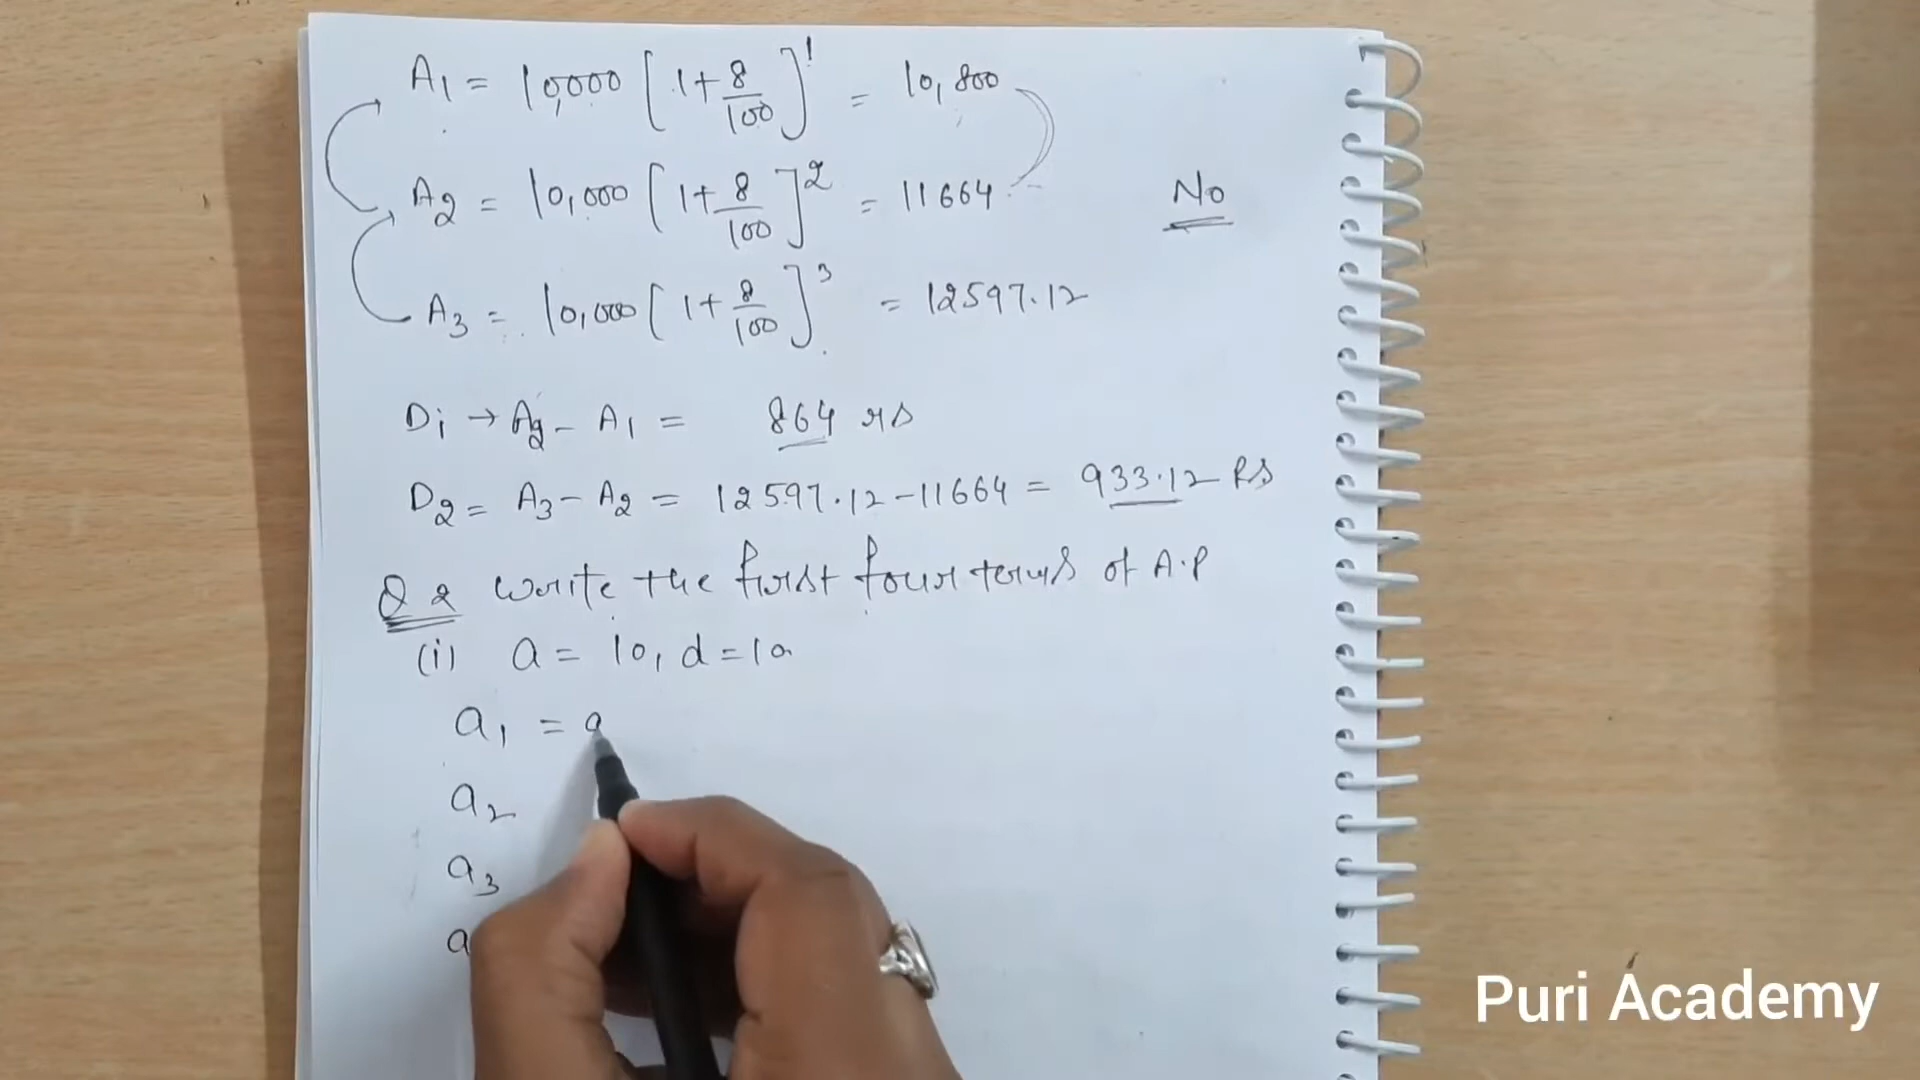 A1 = 10,000 [1+8/100]^1 = 10,800
A2 = 10,000 [1+8/100]^2 = 11664
No
A3 = 10,000 [1+8/100]^3 = 12597.12
D1 → A2 - A1 = 864 rs
D2 = A3 - A2 = 12597.12 - 11664 = 933.12 Rs
Q2 Write the first four terms of A.P
(i) a = 10, d = 10
a1 = a
a2
a3
a
Puri Academy